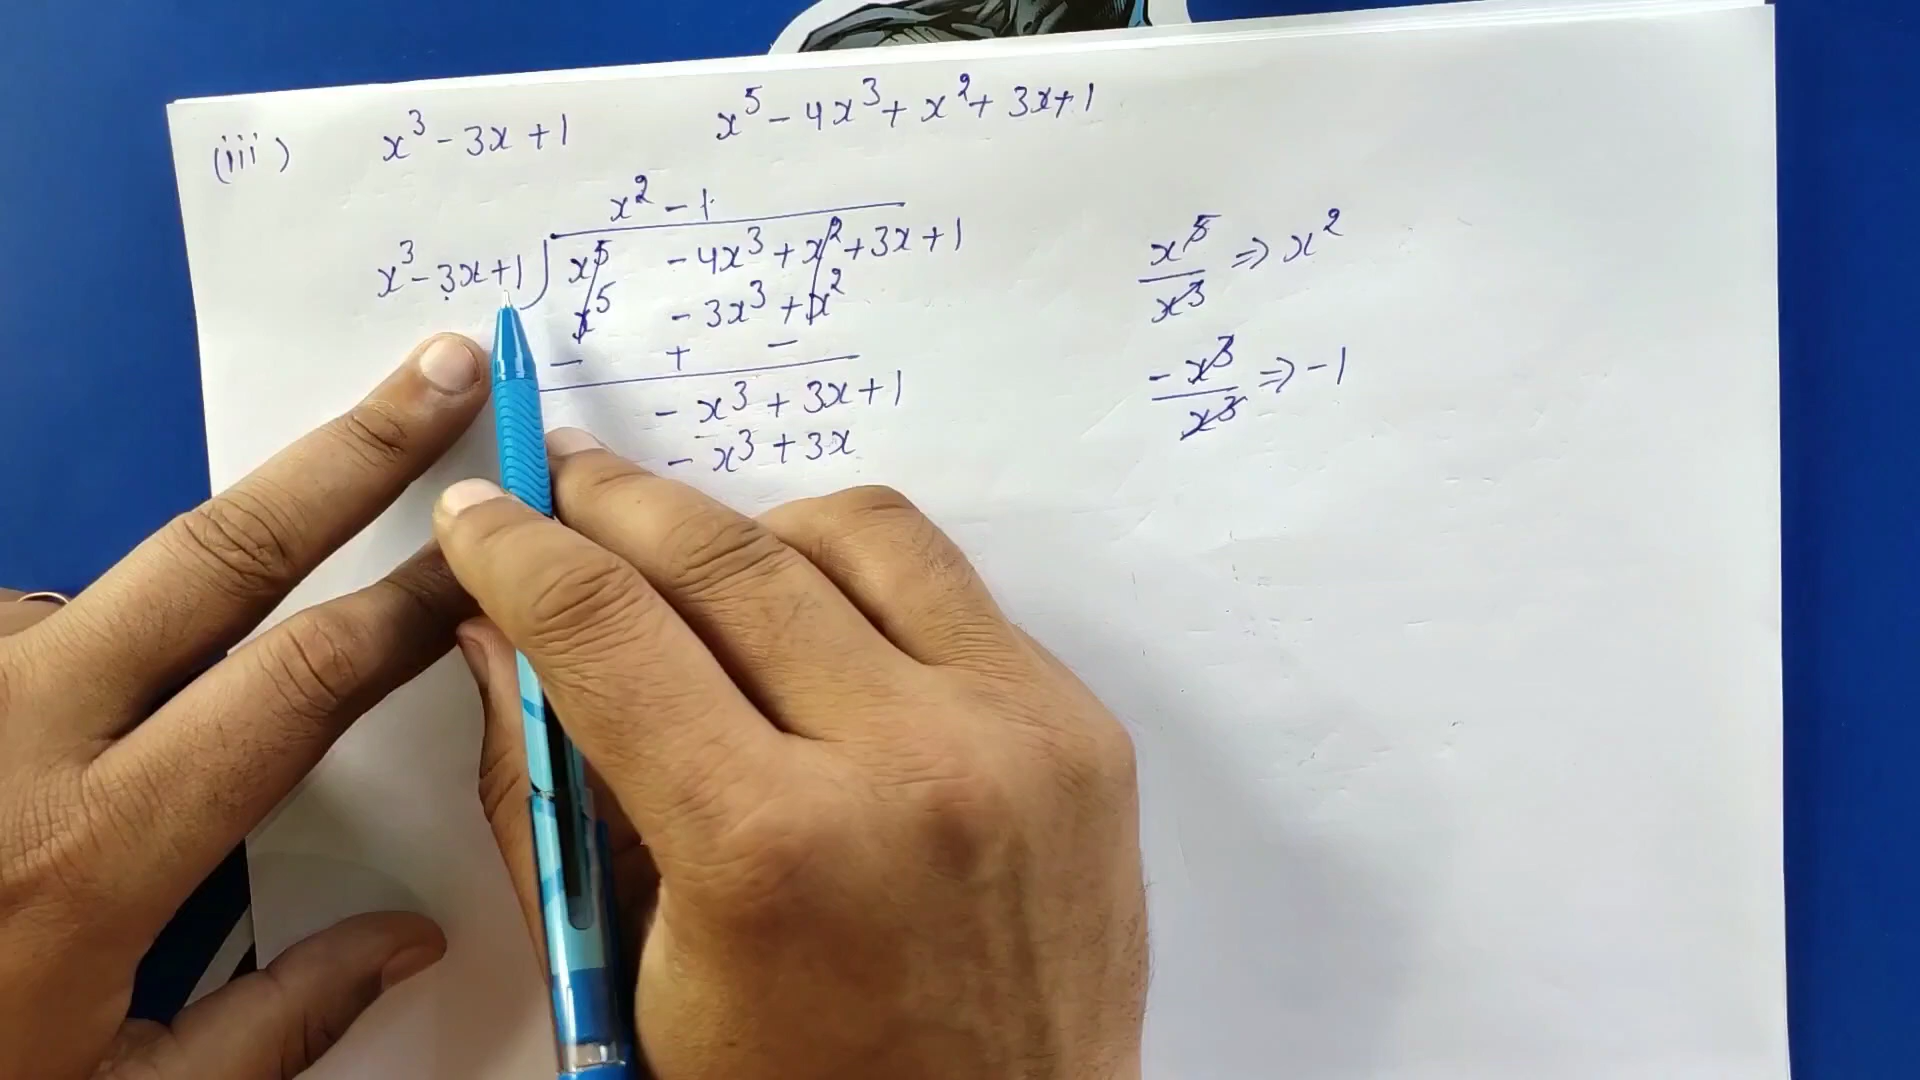 (iii) x³ - 3x + 1 x⁵ - 4x³ + x² + 3x + 1
x² - 1
x³ - 3x + 1 ) x⁵ - 4x³ + x² + 3x + 1
x⁵ - 3x³ + x²
- + -
- x³ + 3x + 1
- x³ + 3x
x⁵/x³ ⇒ x²
- x³/x³ ⇒ - 1